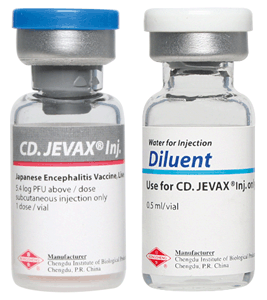 CD. JEVAX® Inj.
Japanese Encephalitis Vaccine, Live
5.4 log PFU above / dose
subcutaneous injection only
1 dose / vial
Manufacturer
Chengdu Institute of Biological
Chengdu, P.R. China
Water for Injection
Diluent
Use for CD. JEVAX® Inj. only
0.5 ml/vial
Manufacturer
Chengdu Institute of Biological
Chengdu, P.R. China